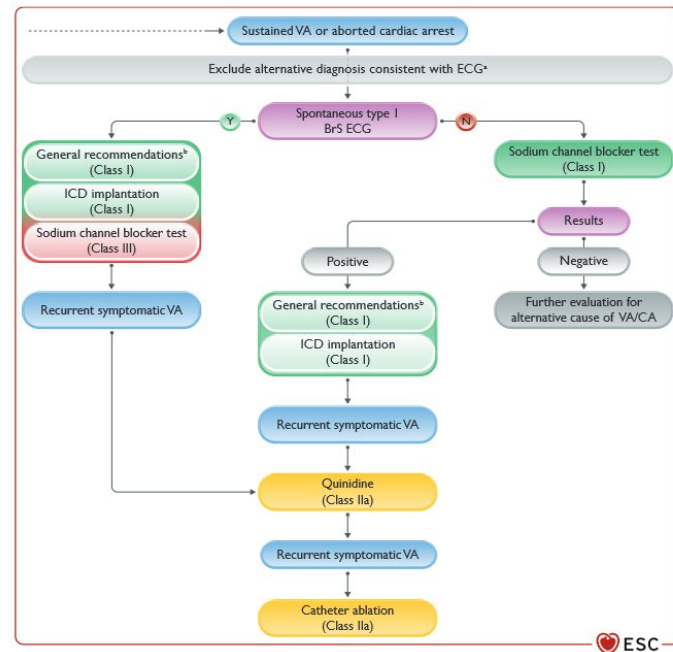 Sustained VA or aborted cardiac arrest
Exclude alternative diagnosis consistent with ECGᵃ
Spontaneous type 1
BrS ECG
Y
N
General recommendationsᵇ
(Class I)
ICD implantation
(Class I)
Sodium channel blocker test
(Class III)
Sodium channel blocker test
(Class I)
Results
Positive
Negative
Recurrent symptomatic VA
General recommendationsᵇ
(Class I)
ICD implantation
(Class I)
Further evaluation for
alternative cause of VA/CA
Recurrent symptomatic VA
Quinidine
(Class IIa)
Recurrent symptomatic VA
Catheter ablation
(Class IIa)
ESC